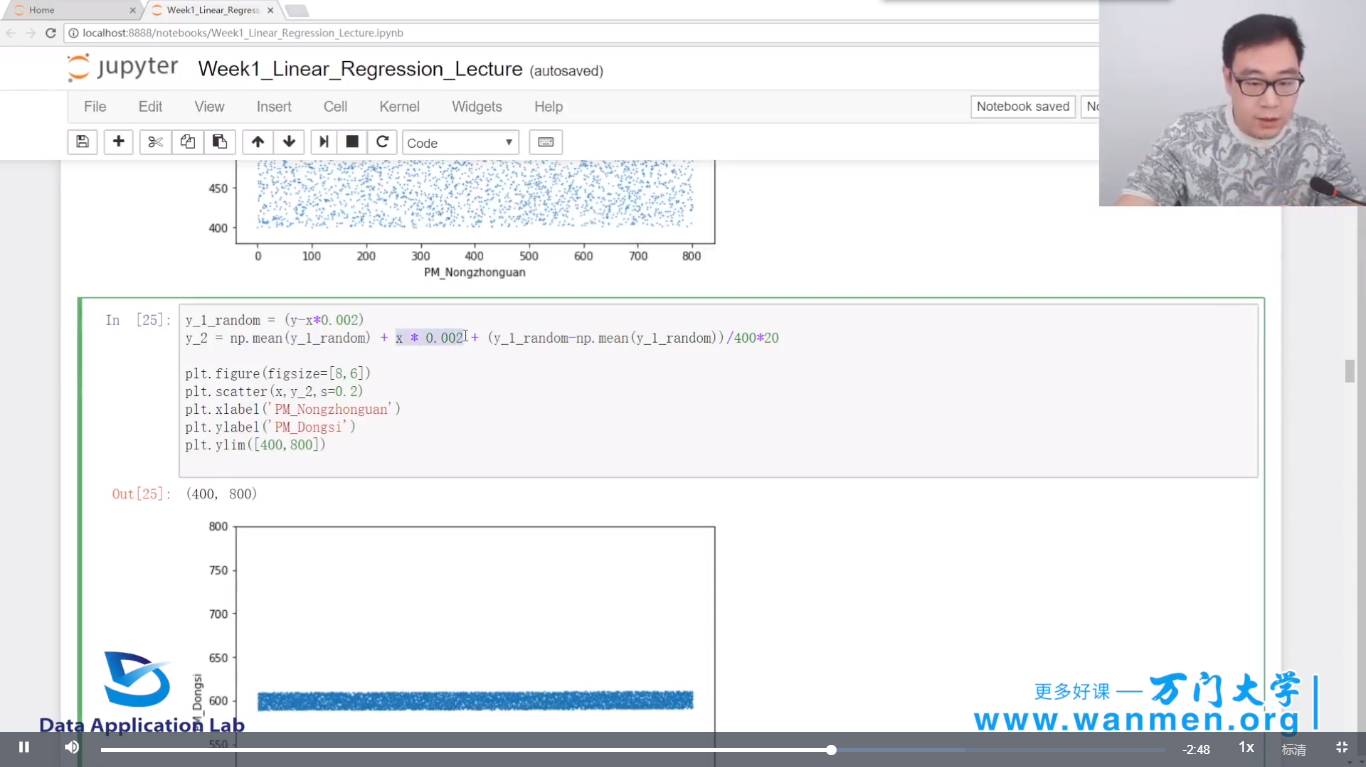 Home
Week1_Linear_Regress
localhost:8888/notebooks/Week1_Linear_Regression_Lecture.ipynb
jupyter Week1_Linear_Regression_Lecture (autosaved)
File Edit View Insert Cell Kernel Widgets Help
Notebook saved
Code
450
400
0 100 200 300 400 500 600 700 800
PM_Nongzhonguan
In [25]:
y_1_random = (y-x*0.002)
y_2 = np.mean(y_1_random) + x * 0.002 + (y_1_random-np.mean(y_1_random))/400*20
plt.figure(figsize=[8,6])
plt.scatter(x,y_2,s=0.2)
plt.xlabel('PM_Nongzhonguan')
plt.ylabel('PM_Dongsi')
plt.ylim([400,800])
Out[25]: (400, 800)
800
750
700
650
600
550
PM_Dongsi
Data Application Lab
更多好课 — 万门大学
www.wanmen.org
-2:48 1x 标清